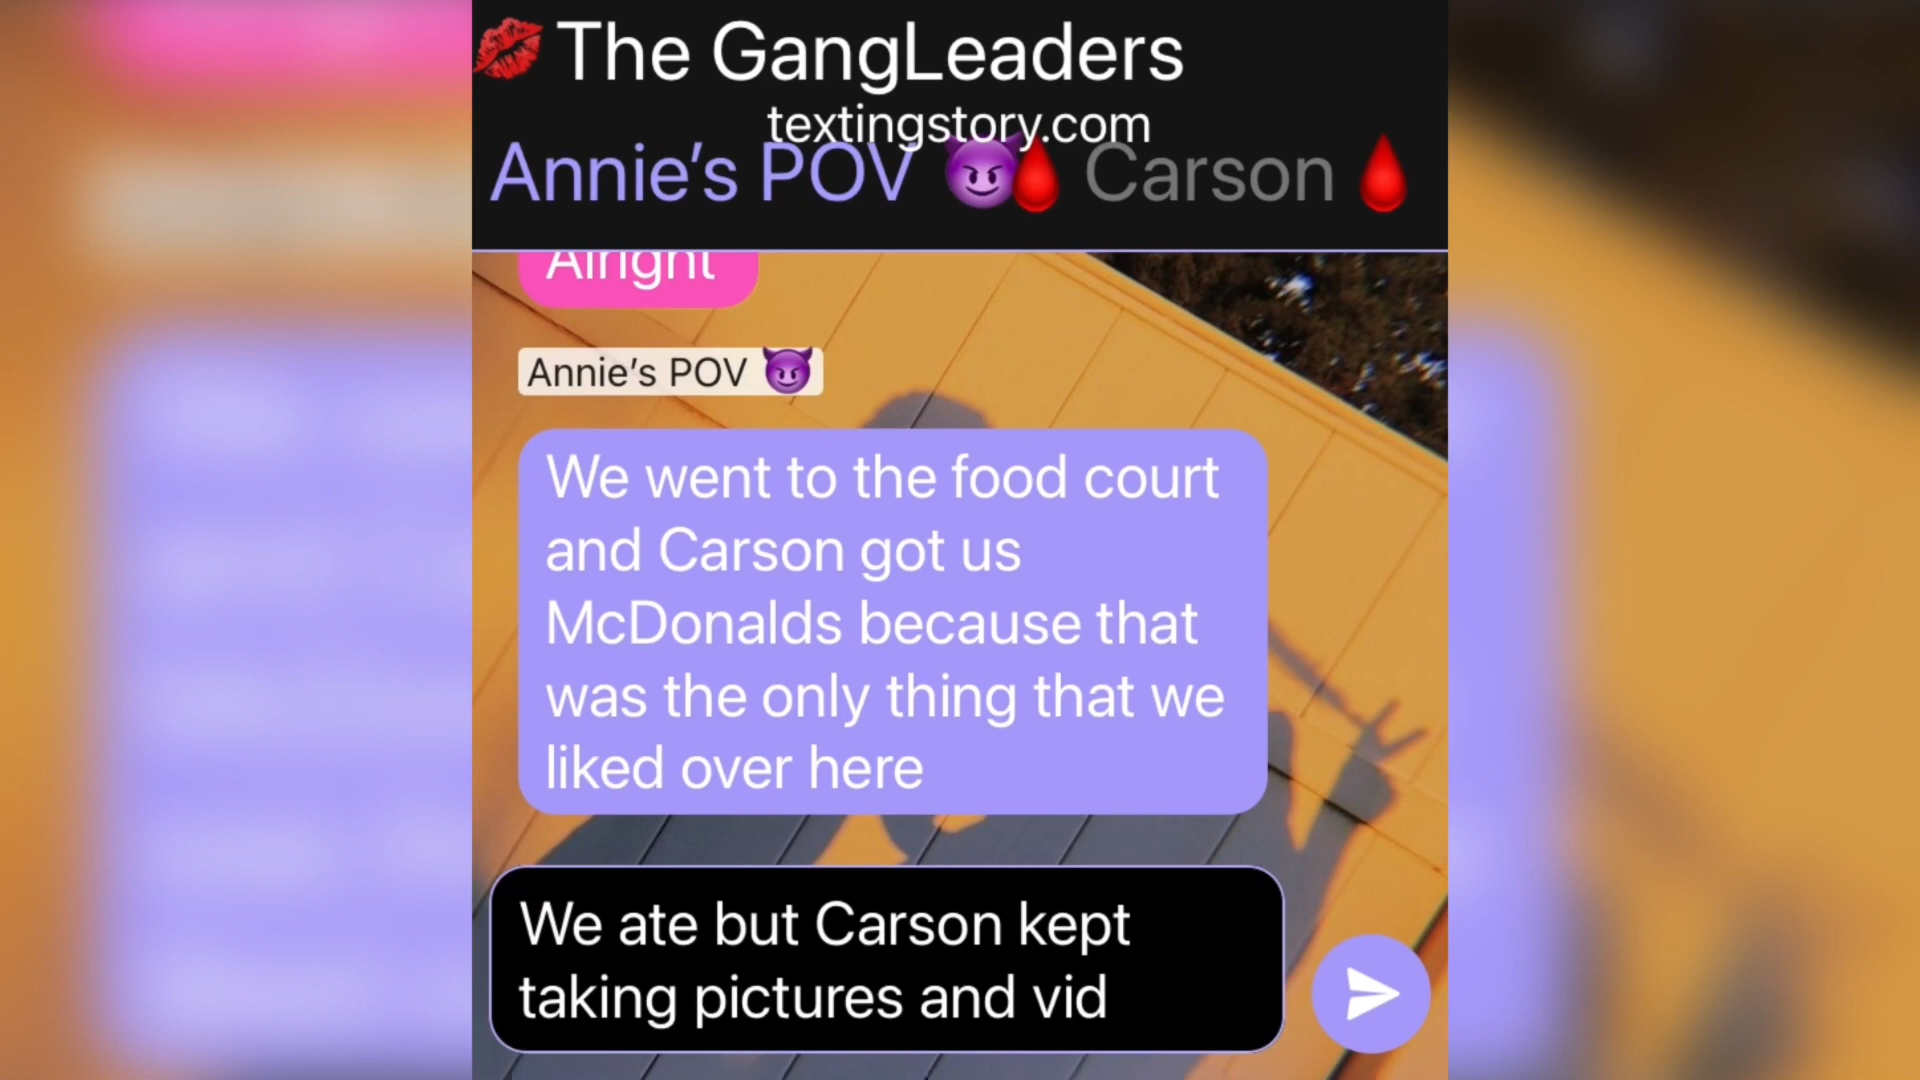 💋 The GangLeaders
textingstory.com
Annie’s POV 😈🩸 Carson 🩸
Alright
Annie’s POV 😈
We went to the food court
and Carson got us
McDonalds because that
was the only thing that we
liked over here
We ate but Carson kept
taking pictures and vid